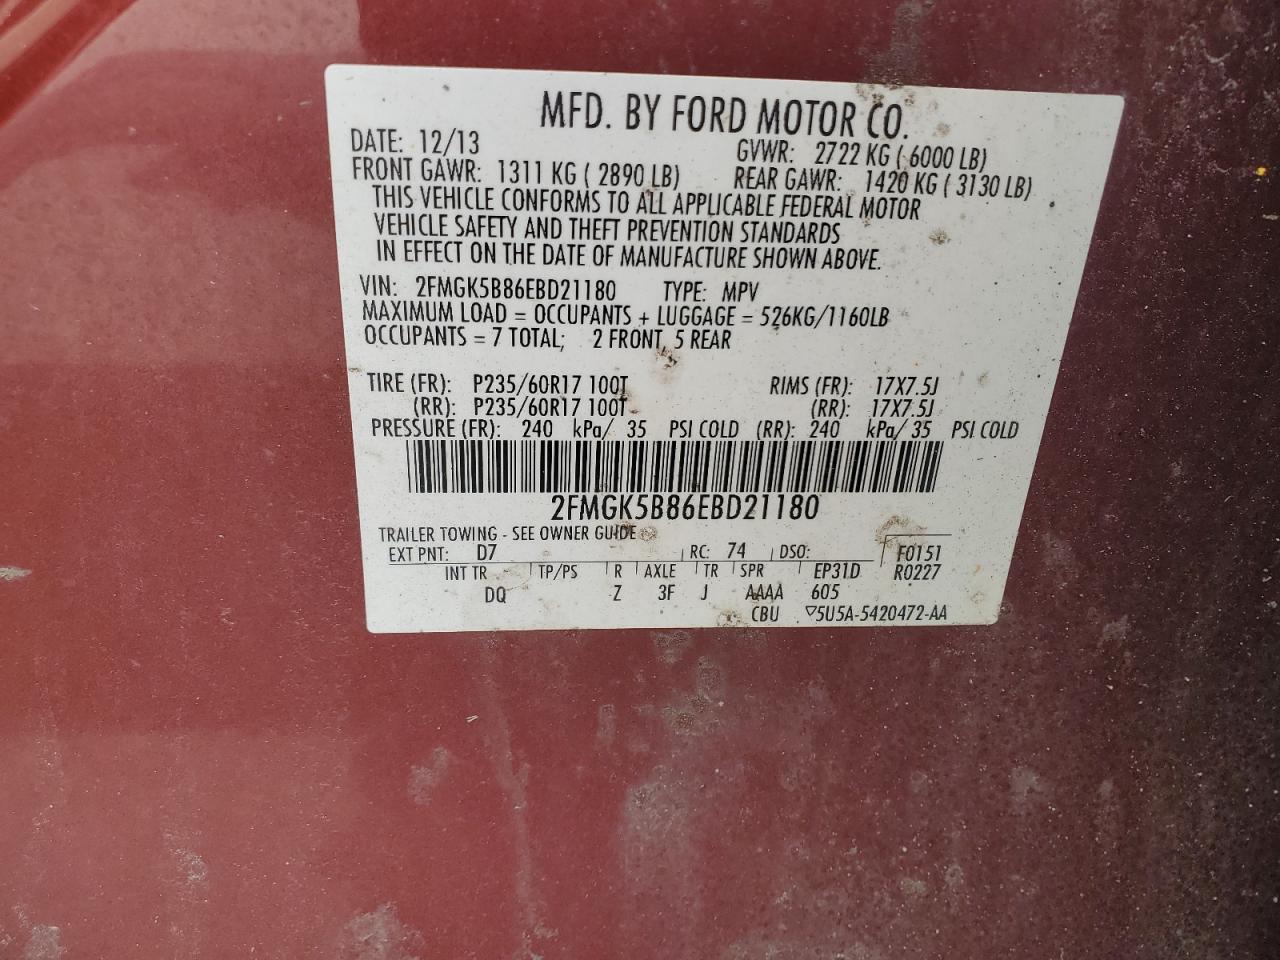 MFD. BY FORD MOTOR CO.
DATE: 12/13 GVWR: 2722 KG ( 6000 LB)
FRONT GAWR: 1311 KG ( 2890 LB) REAR GAWR: 1420 KG ( 3130 LB)
THIS VEHICLE CONFORMS TO ALL APPLICABLE FEDERAL MOTOR
VEHICLE SAFETY AND THEFT PREVENTION STANDARDS
IN EFFECT ON THE DATE OF MANUFACTURE SHOWN ABOVE.
VIN: 2FMGK5B86EBD21180 TYPE: MPV
MAXIMUM LOAD = OCCUPANTS + LUGGAGE = 526KG/1160LB
OCCUPANTS = 7 TOTAL; 2 FRONT, 5 REAR
TIRE (FR): P235/60R17 100T RIMS (FR): 17X7.5J
(RR): P235/60R17 100T (RR): 17X7.5J
PRESSURE (FR): 240 kPa/ 35 PSI COLD (RR): 240 kPa/ 35 PSI COLD
2FMGK5B86EBD21180
TRAILER TOWING - SEE OWNER GUIDE
EXT PNT: D7 RC: 74 DSO: F0151
INT TR TP/PS R AXLE TR SPR EP31D R0227
DQ Z 3F J AAAA 605
CBU ▽5U5A-5420472-AA